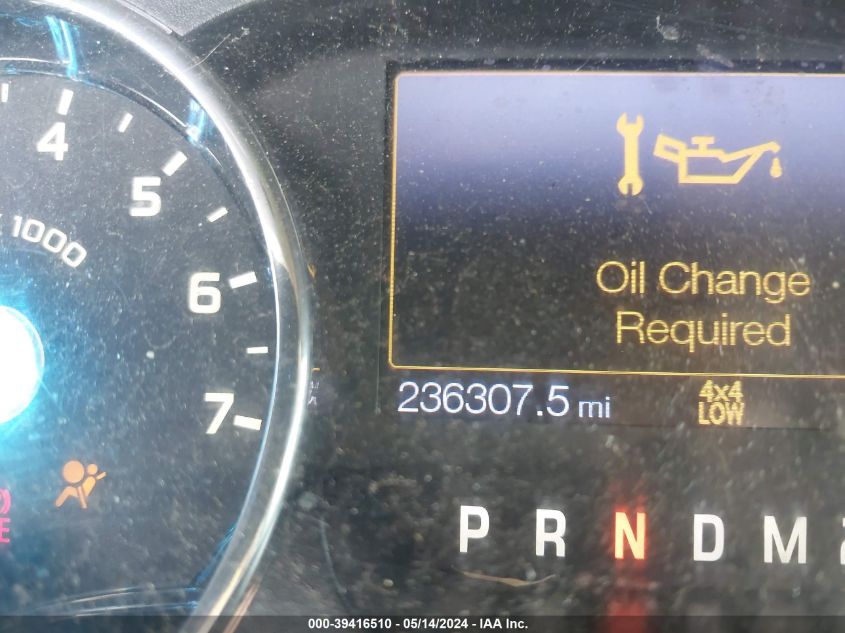 4
5
x 1000
6
7
Oil Change
Required
236307.5 mi
4x4
LOW
P R N D M
000-39416510 - 05/14/2024 - IAA Inc.